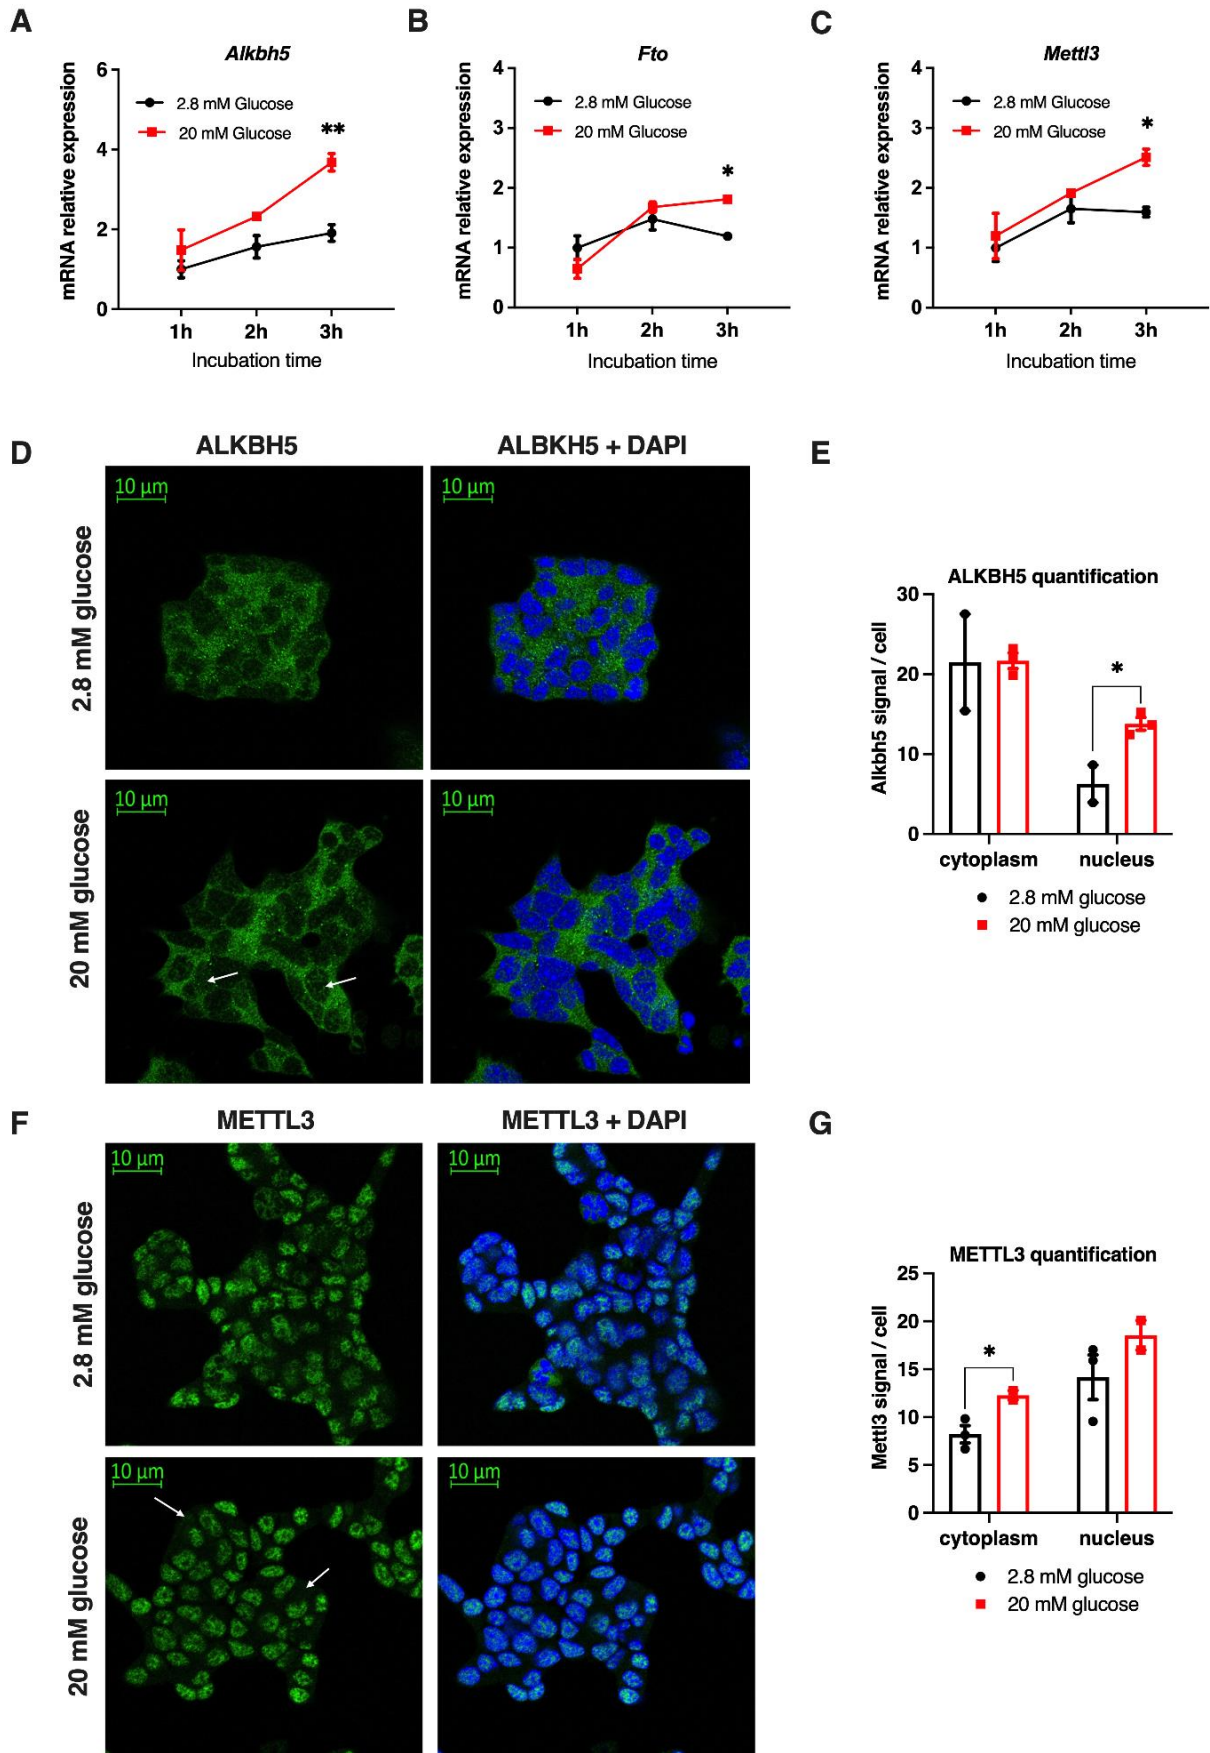 A
Alkbh5
mRNA relative expression
6
4
2
0
2.8 mM Glucose
20 mM Glucose
**
1h 2h 3h
Incubation time
B
Fto
mRNA relative expression
4
3
2
1
0
2.8 mM Glucose
20 mM Glucose
*
1h 2h 3h
Incubation time
C
Mettl3
mRNA relative expression
4
3
2
1
0
2.8 mM Glucose
20 mM Glucose
*
1h 2h 3h
Incubation time
D
ALKBH5
ALBKH5 + DAPI
2.8 mM glucose
10 µm
10 µm
20 mM glucose
10 µm
10 µm
E
ALKBH5 quantification
Alkbh5 signal / cell
30
20
10
0
*
cytoplasm nucleus
2.8 mM glucose
20 mM glucose
F
METTL3
METTL3 + DAPI
2.8 mM glucose
10 µm
10 µm
20 mM glucose
10 µm
10 µm
G
METTL3 quantification
Mettl3 signal / cell
25
20
15
10
5
0
*
cytoplasm nucleus
2.8 mM glucose
20 mM glucose